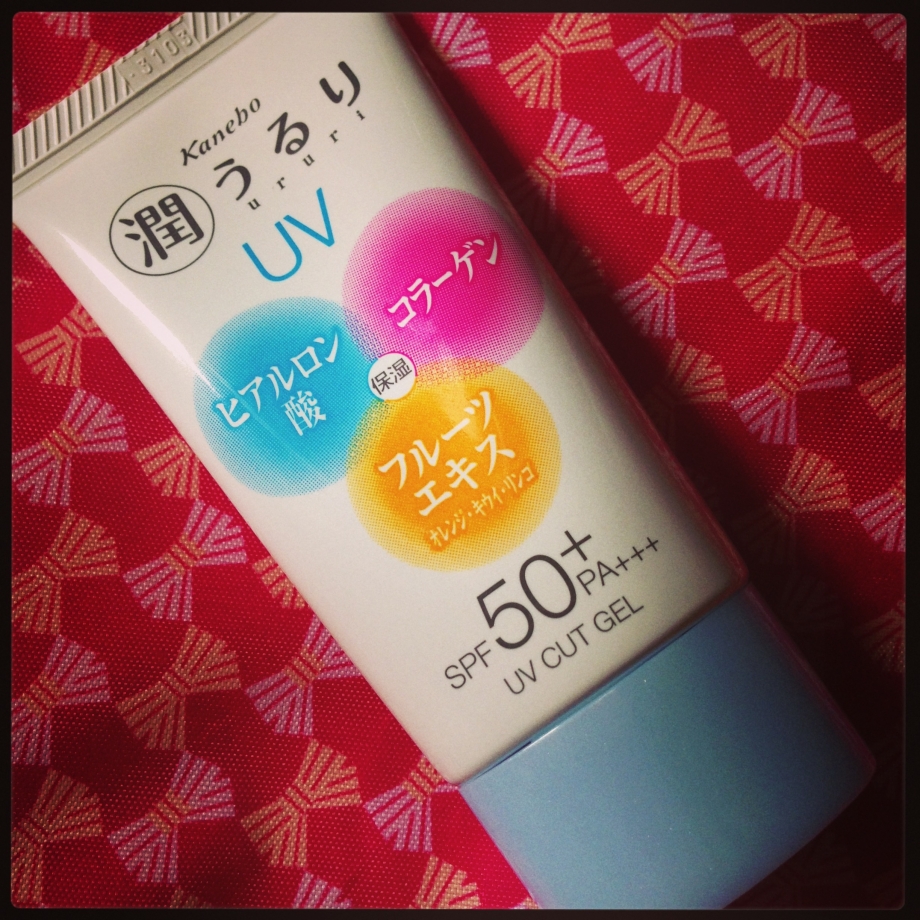 3103
Kanebo
潤
うるり
ururi
UV
コラーゲン
ヒアルロン
酸
保湿
フルーツ
エキス
オレンジ・キウイ・リンゴ
SPF50+
PA+++
UV CUT GEL